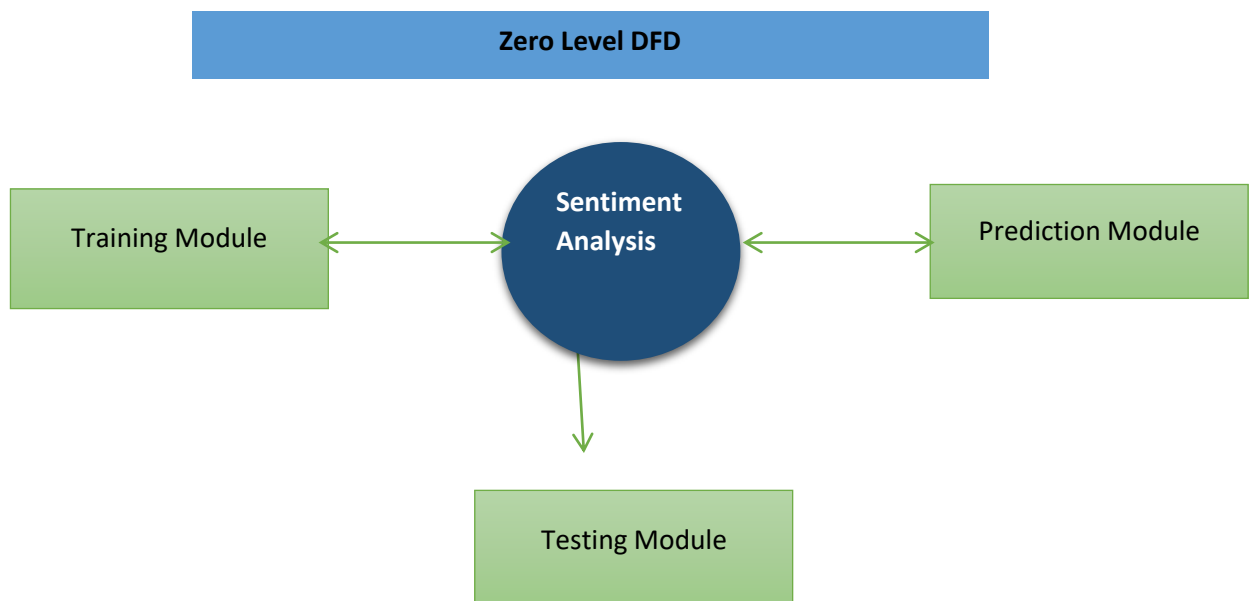 Zero Level DFD
Sentiment
Analysis
Training Module
Prediction Module
Testing Module